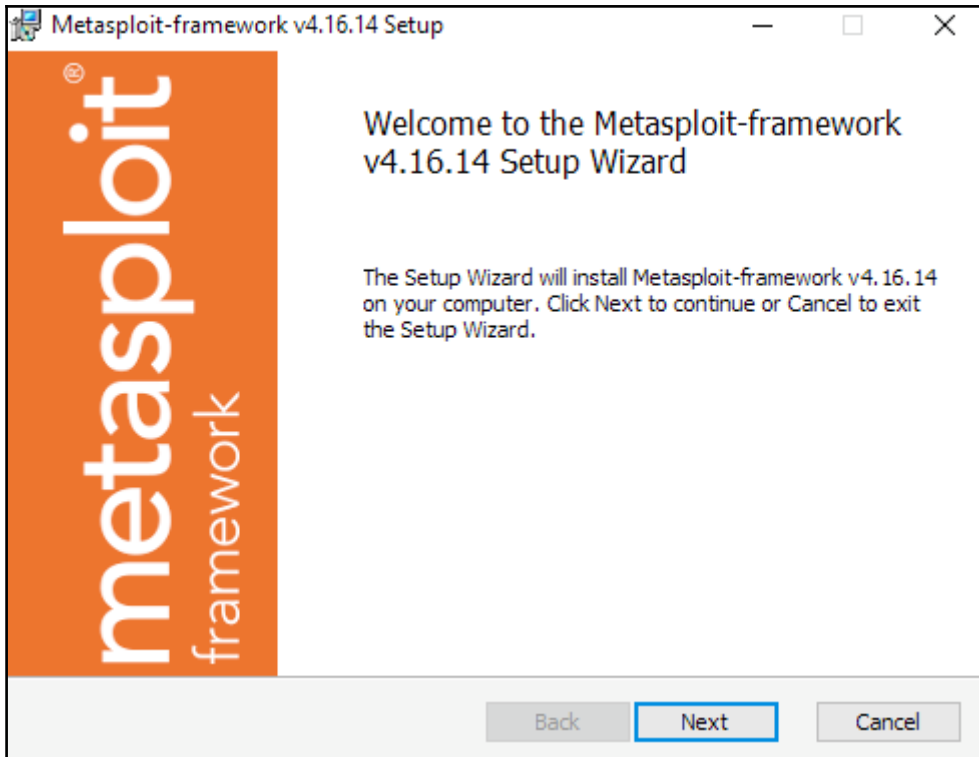 Metasploit-framework v4.16.14 Setup
metasploit®
framework
Welcome to the Metasploit-framework
v4.16.14 Setup Wizard
The Setup Wizard will install Metasploit-framework v4.16.14
on your computer. Click Next to continue or Cancel to exit
the Setup Wizard.
Back
Next
Cancel